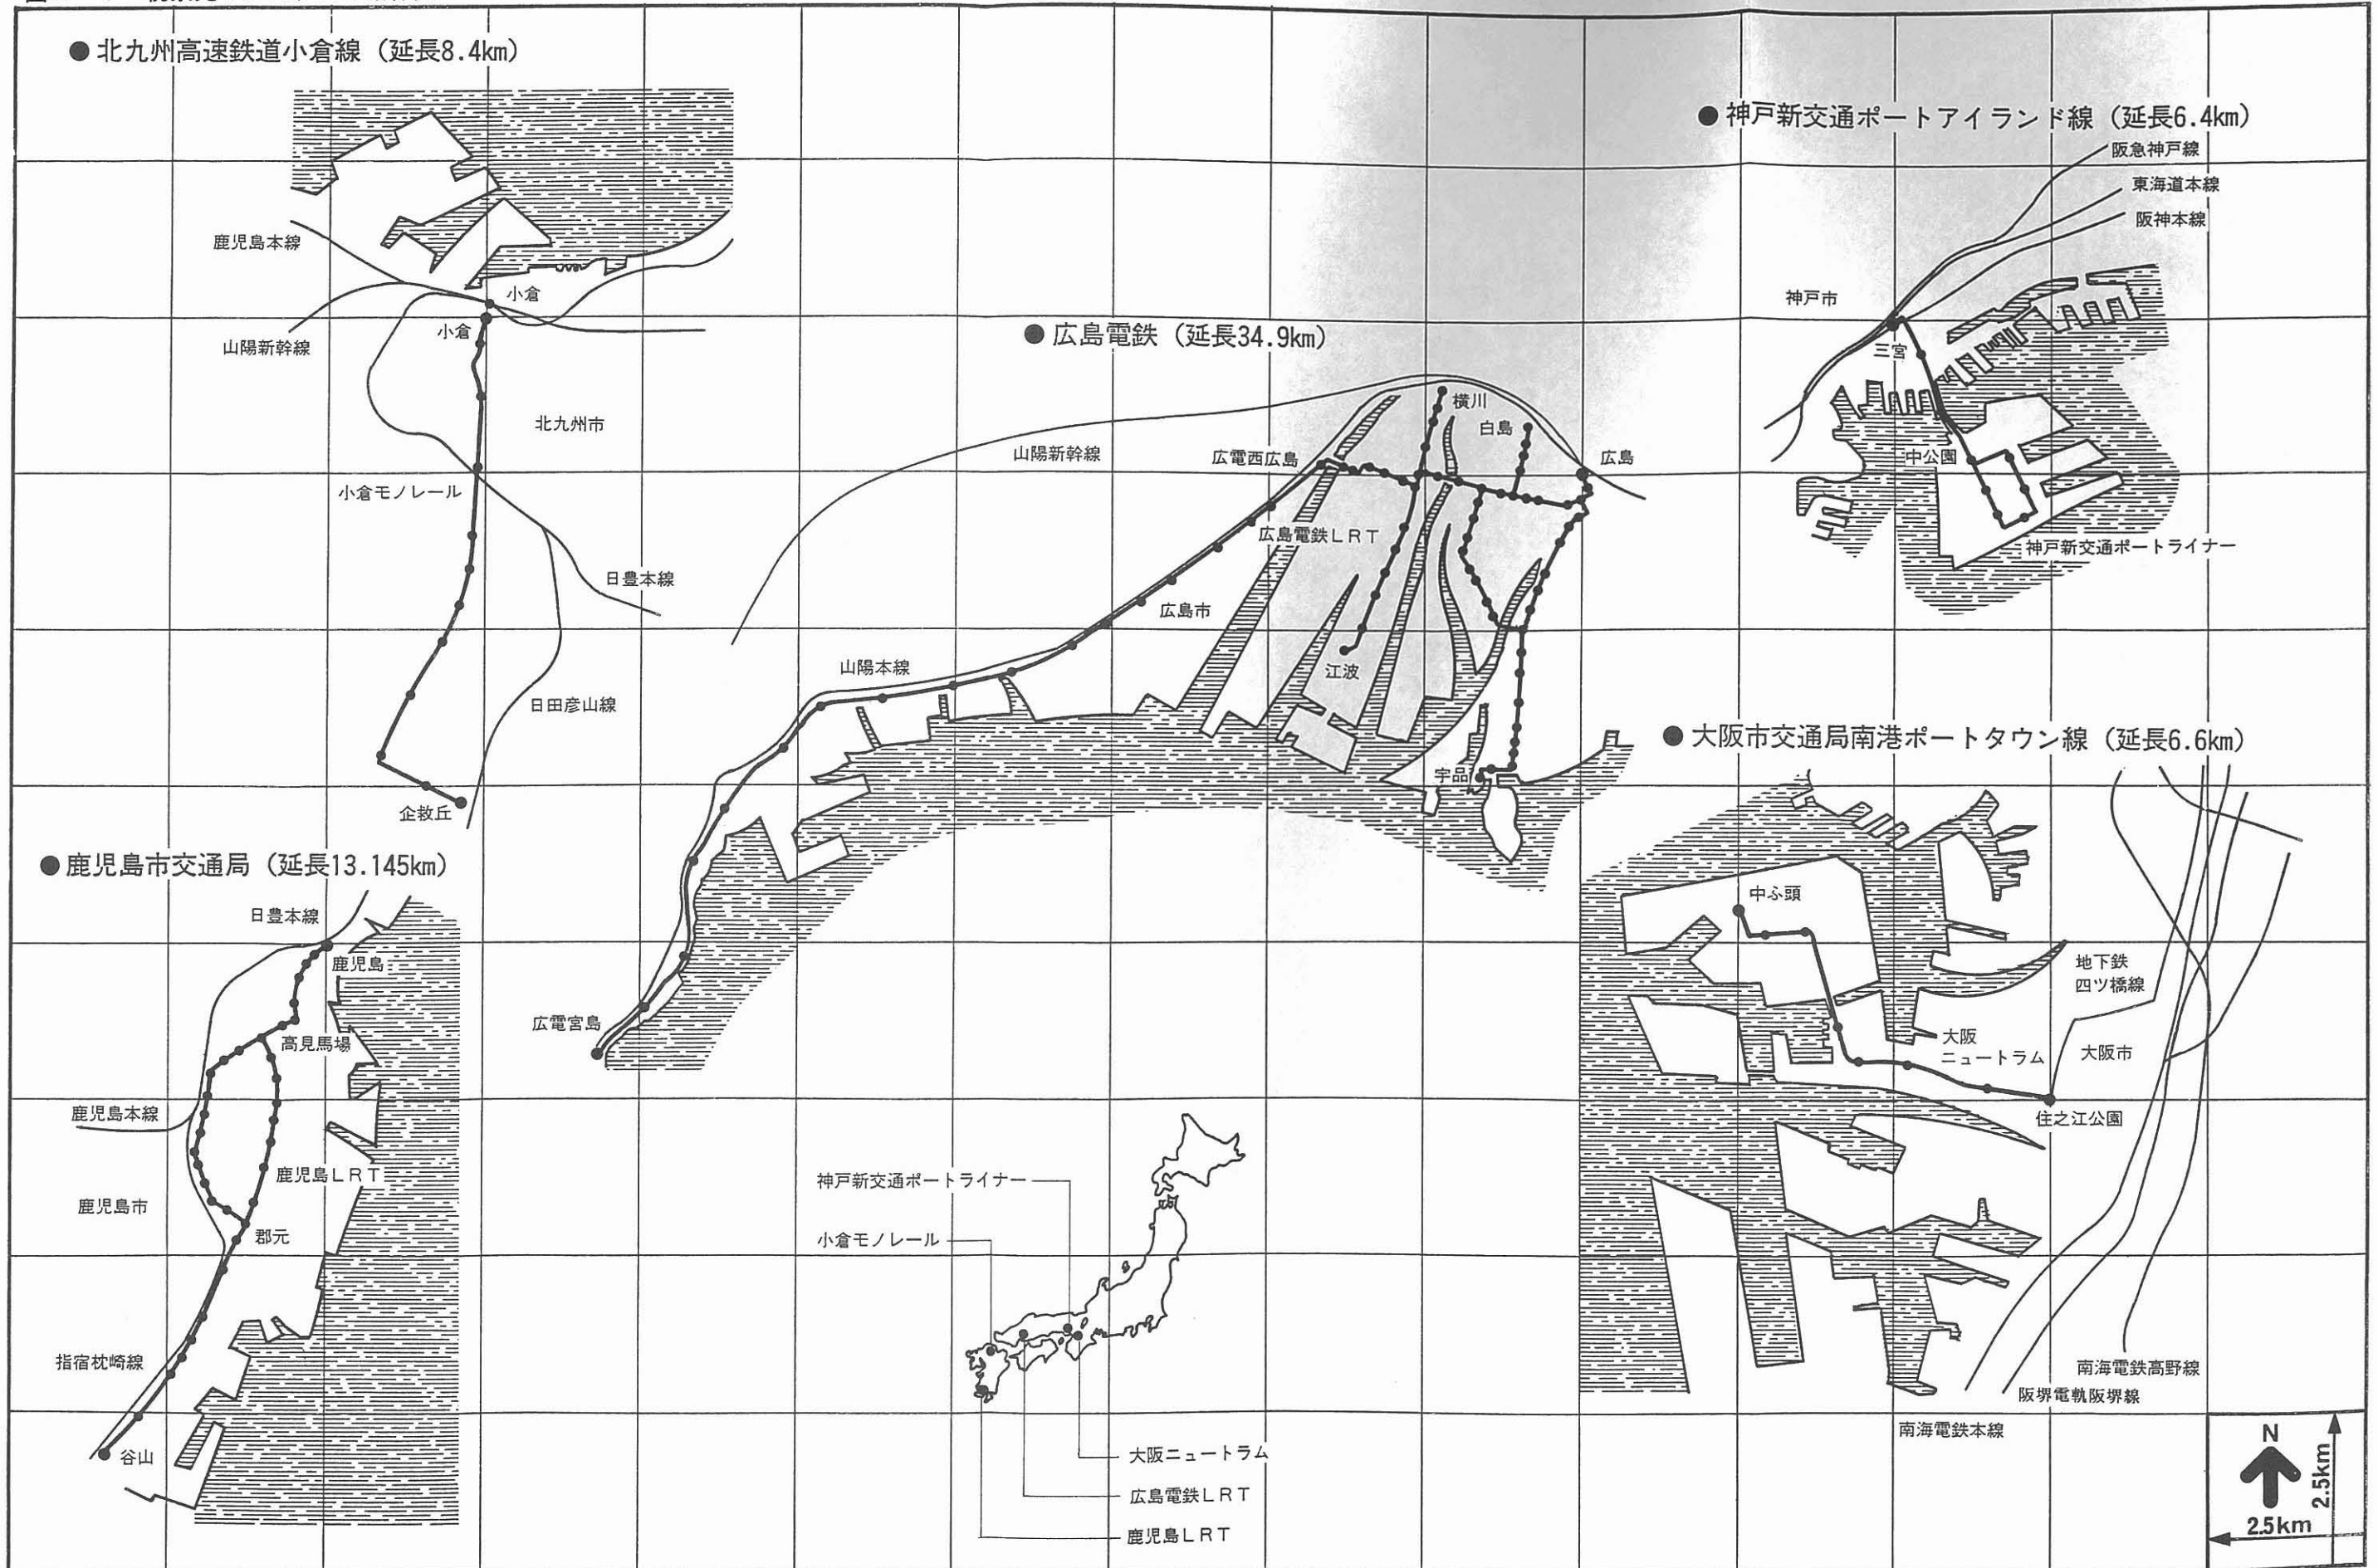 ● 北九州高速鉄道小倉線（延長8.4km）
鹿児島本線
小倉
小倉
山陽新幹線
北九州市
小倉モノレール
日豊本線
日田彦山線
企救丘
● 広島電鉄（延長34.9km）
横川
白島
山陽新幹線
広電西広島
広島
広島電鉄ＬＲＴ
広島市
山陽本線
江波
宇品
広電宮島
● 神戸新交通ポートアイランド線（延長6.4km）
阪急神戸線
東海道本線
阪神本線
神戸市
三宮
中公園
神戸新交通ポートライナー
● 大阪市交通局南港ポートタウン線（延長6.6km）
中ふ頭
地下鉄
四ツ橋線
大阪
ニュートラム
大阪市
住之江公園
南海電鉄高野線
阪堺電軌阪堺線
南海電鉄本線
● 鹿児島市交通局（延長13.145km）
日豊本線
鹿児島
高見馬場
鹿児島本線
鹿児島ＬＲＴ
鹿児島市
郡元
指宿枕崎線
谷山
神戸新交通ポートライナー
小倉モノレール
大阪ニュートラム
広島電鉄ＬＲＴ
鹿児島ＬＲＴ
N
2.5km
2.5km